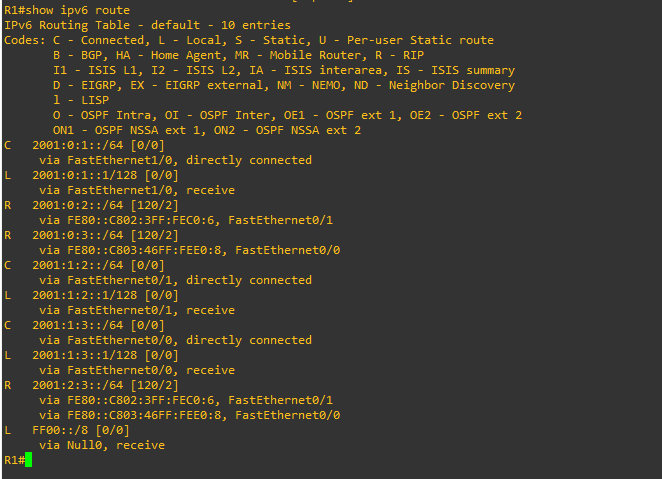 R1#show ipv6 route
IPv6 Routing Table - default - 10 entries
Codes: C - Connected, L - Local, S - Static, U - Per-user Static route
       B - BGP, HA - Home Agent, MR - Mobile Router, R - RIP
       I1 - ISIS L1, I2 - ISIS L2, IA - ISIS interarea, IS - ISIS summary
       D - EIGRP, EX - EIGRP external, NM - NEMO, ND - Neighbor Discovery
       l - LISP
       O - OSPF Intra, OI - OSPF Inter, OE1 - OSPF ext 1, OE2 - OSPF ext 2
       ON1 - OSPF NSSA ext 1, ON2 - OSPF NSSA ext 2
C   2001:0:1::/64 [0/0]
     via FastEthernet1/0, directly connected
L   2001:0:1::1/128 [0/0]
     via FastEthernet1/0, receive
R   2001:0:2::/64 [120/2]
     via FE80::C802:3FF:FEC0:6, FastEthernet0/1
R   2001:0:3::/64 [120/2]
     via FE80::C803:46FF:FEE0:8, FastEthernet0/0
C   2001:1:2::/64 [0/0]
     via FastEthernet0/1, directly connected
L   2001:1:2::1/128 [0/0]
     via FastEthernet0/1, receive
C   2001:1:3::/64 [0/0]
     via FastEthernet0/0, directly connected
L   2001:1:3::1/128 [0/0]
     via FastEthernet0/0, receive
R   2001:2:3::/64 [120/2]
     via FE80::C802:3FF:FEC0:6, FastEthernet0/1
     via FE80::C803:46FF:FEE0:8, FastEthernet0/0
L   FF00::/8 [0/0]
     via Null0, receive
R1#